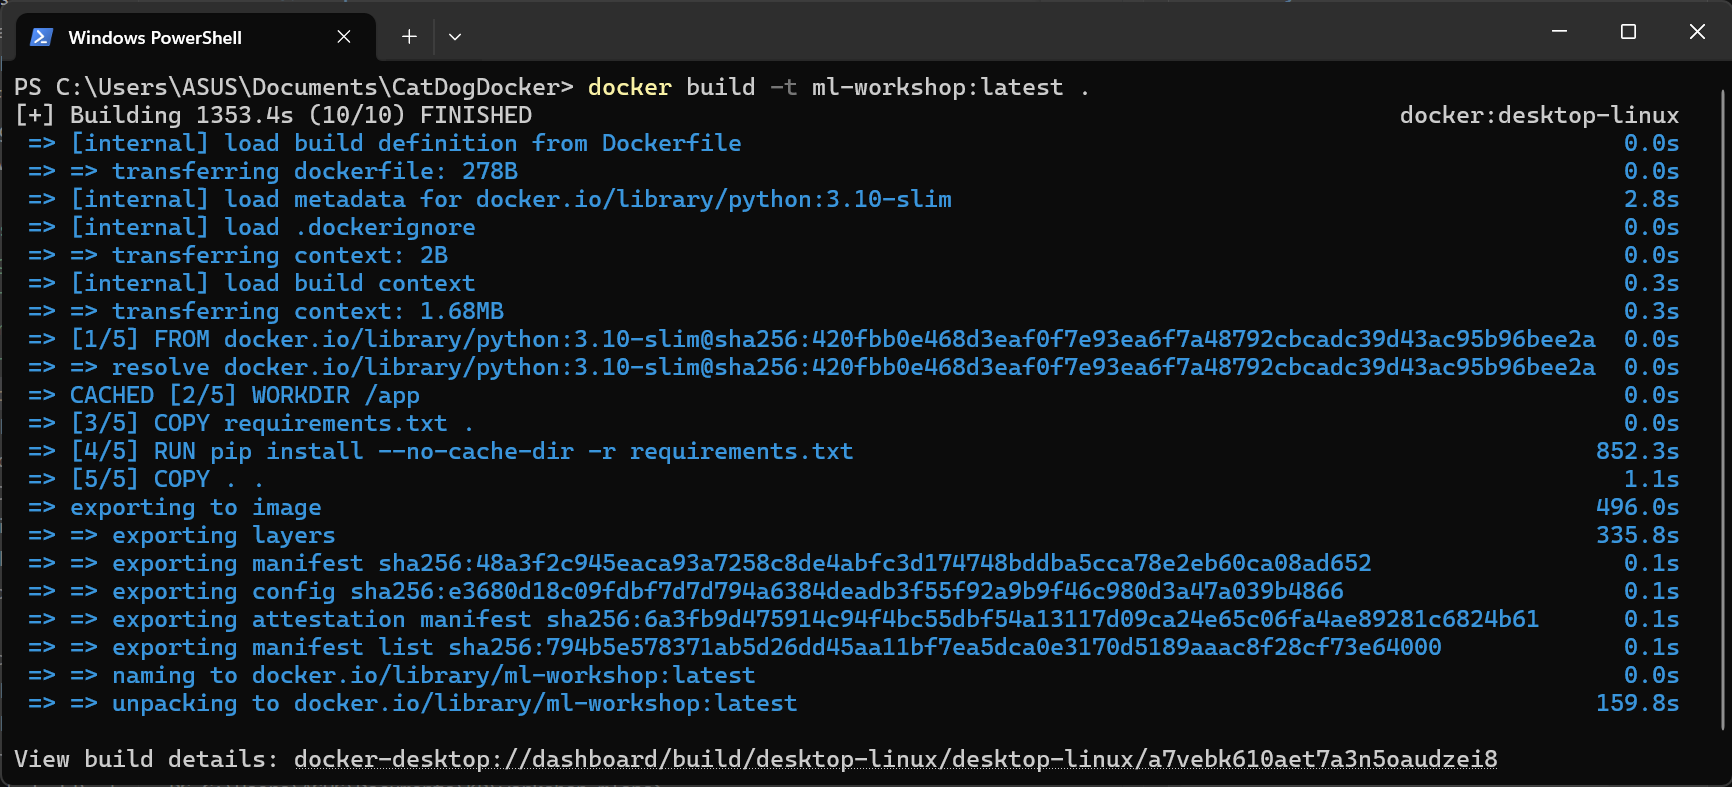 Windows PowerShell
PS C:\Users\ASUS\Documents\CatDogDocker> docker build -t ml-workshop:latest .
[+] Building 1353.4s (10/10) FINISHED docker:desktop-linux
=> [internal] load build definition from Dockerfile 0.0s
=> => transferring dockerfile: 278B 0.0s
=> [internal] load metadata for docker.io/library/python:3.10-slim 2.8s
=> [internal] load .dockerignore 0.0s
=> => transferring context: 2B 0.0s
=> [internal] load build context 0.3s
=> => transferring context: 1.68MB 0.3s
=> [1/5] FROM docker.io/library/python:3.10-slim@sha256:420fbb0e468d3eaf0f7e93ea6f7a48792cbcadc39d43ac95b96bee2a 0.0s
=> => resolve docker.io/library/python:3.10-slim@sha256:420fbb0e468d3eaf0f7e93ea6f7a48792cbcadc39d43ac95b96bee2a 0.0s
=> CACHED [2/5] WORKDIR /app 0.0s
=> [3/5] COPY requirements.txt . 0.0s
=> [4/5] RUN pip install --no-cache-dir -r requirements.txt 852.3s
=> [5/5] COPY . . 1.1s
=> exporting to image 496.0s
=> => exporting layers 335.8s
=> => exporting manifest sha256:48a3f2c945eaca93a7258c8de4abfc3d174748bddba5cca78e2eb60ca08ad652 0.1s
=> => exporting config sha256:e3680d18c09fdbf7d7d794a6384deadb3f55f92a9b9f46c980d3a47a039b4866 0.1s
=> => exporting attestation manifest sha256:6a3fb9d475914c94f4bc55dbf54a13117d09ca24e65c06fa4ae89281c6824b61 0.1s
=> => exporting manifest list sha256:794b5e578371ab5d26dd45aa11bf7ea5dca0e3170d5189aaac8f28cf73e64000 0.1s
=> => naming to docker.io/library/ml-workshop:latest 0.0s
=> => unpacking to docker.io/library/ml-workshop:latest 159.8s
View build details: docker-desktop://dashboard/build/desktop-linux/desktop-linux/a7vebk610aet7a3n5oaudzei8